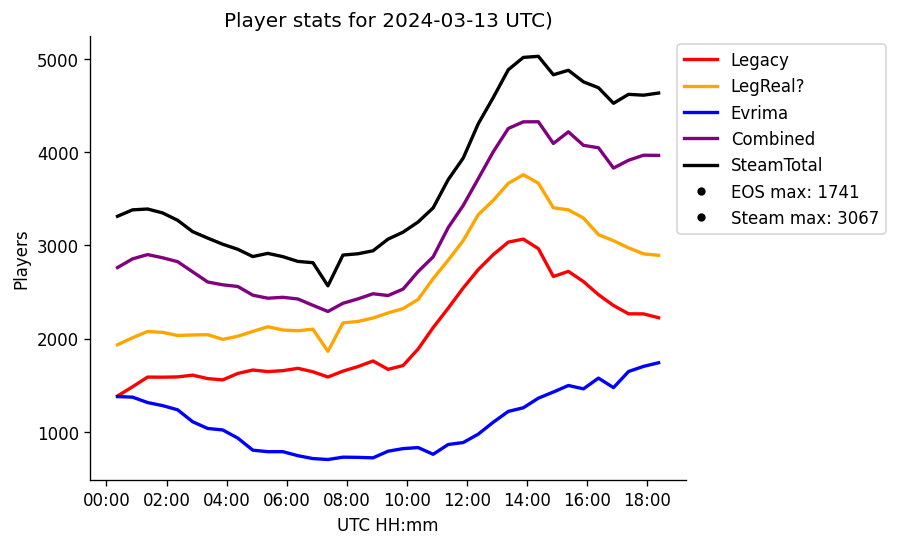 Player stats for 2024-03-13 UTC)
5000
4000
3000
2000
1000
Players
00:00 02:00 04:00 06:00 08:00 10:00 12:00 14:00 16:00 18:00
UTC HH:mm
Legacy
LegReal?
Evrima
Combined
SteamTotal
EOS max: 1741
Steam max: 3067